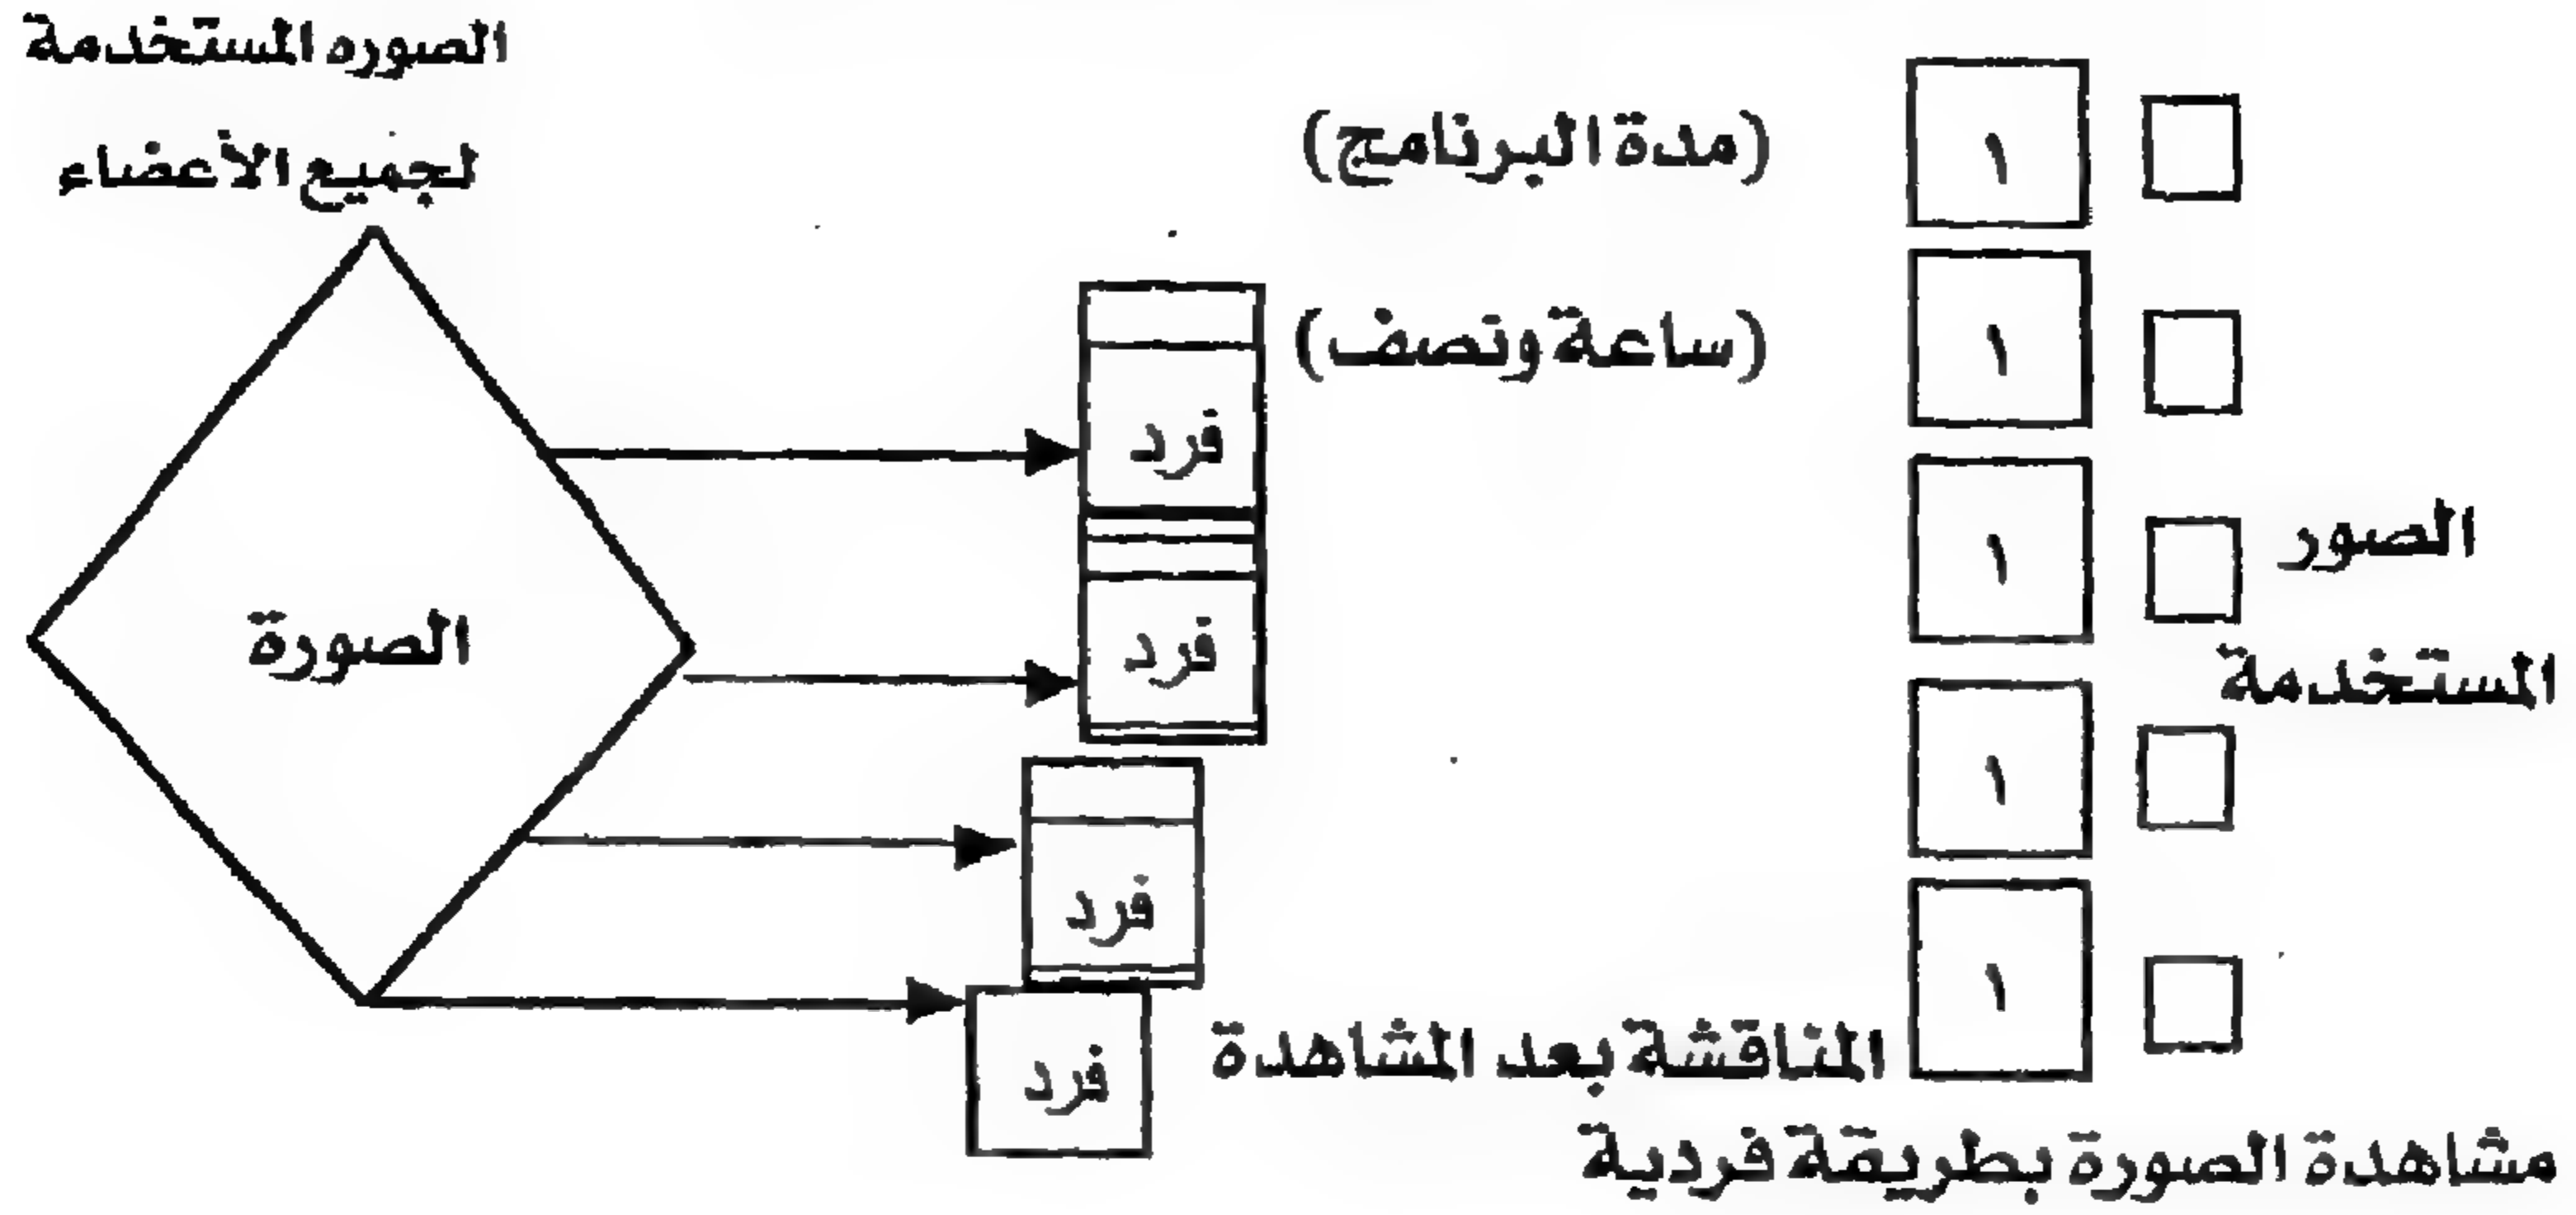 الصوره المستخدمة
لجميع الأعضاء
(مدة البرنامج)
(ساعة ونصف)
١
١
١
١
١
الصور
المستخدمة
فرد
فرد
فرد
فرد
الصورة
المناقشة بعد المشاهدة
مشاهدة الصورة بطريقة فردية